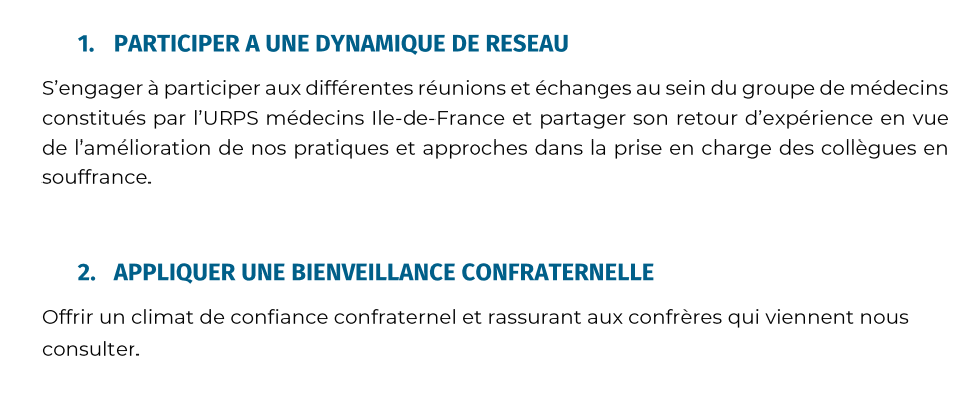 1. PARTICIPER A UNE DYNAMIQUE DE RESEAU
S’engager à participer aux différentes réunions et échanges au sein du groupe de médecins
constitués par l’URPS médecins Ile-de-France et partager son retour d’expérience en vue
de l’amélioration de nos pratiques et approches dans la prise en charge des collègues en
souffrance.
2. APPLIQUER UNE BIENVEILLANCE CONFRATERNELLE
Offrir un climat de confiance confraternel et rassurant aux confrères qui viennent nous
consulter.